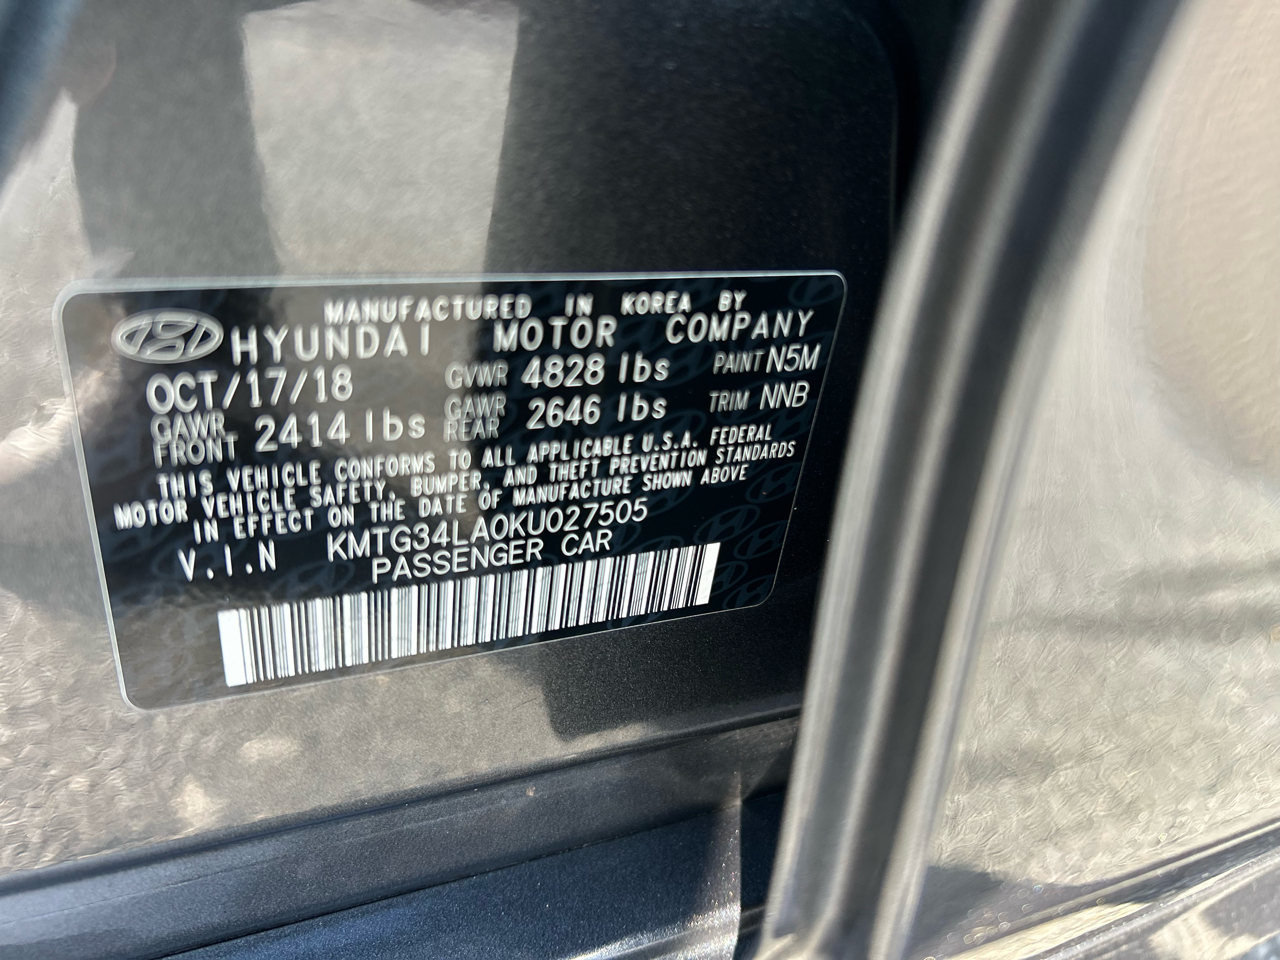 MANUFACTURED IN KOREA BY
HYUNDAI MOTOR COMPANY
OCT/17/18 GVWR 4828 lbs PAINT N5M
GAWR FRONT 2414 lbs GAWR REAR 2646 lbs TRIM NNB
THIS VEHICLE CONFORMS TO ALL APPLICABLE U.S.A. FEDERAL
MOTOR VEHICLE SAFETY, BUMPER, AND THEFT PREVENTION STANDARDS
IN EFFECT ON THE DATE OF MANUFACTURE SHOWN ABOVE
V.I.N KMTG34LA0KU027505
PASSENGER CAR